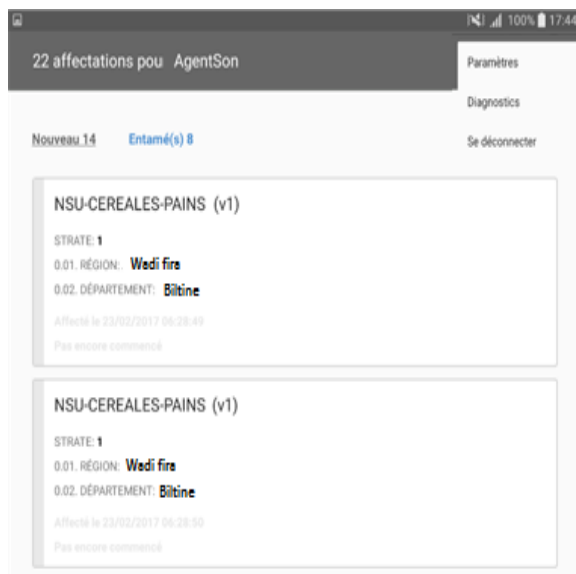 100% 17:44
22 affectations pou AgentSon
Paramètres
Diagnostics
Se déconnecter
Nouveau 14 Entamé(s) 8
NSU-CEREALES-PAINS (v1)
STRATE: 1
0.01. RÉGION:. Wadi fira
0.02. DÉPARTEMENT: Biltine
Affecté le 23/02/2017 06:28:49
Pas encore commencé
NSU-CEREALES-PAINS (v1)
STRATE: 1
0.01. RÉGION: Wadi fira
0.02. DÉPARTEMENT: Biltine
Affecté le 23/02/2017 06:28:50
Pas encore commencé